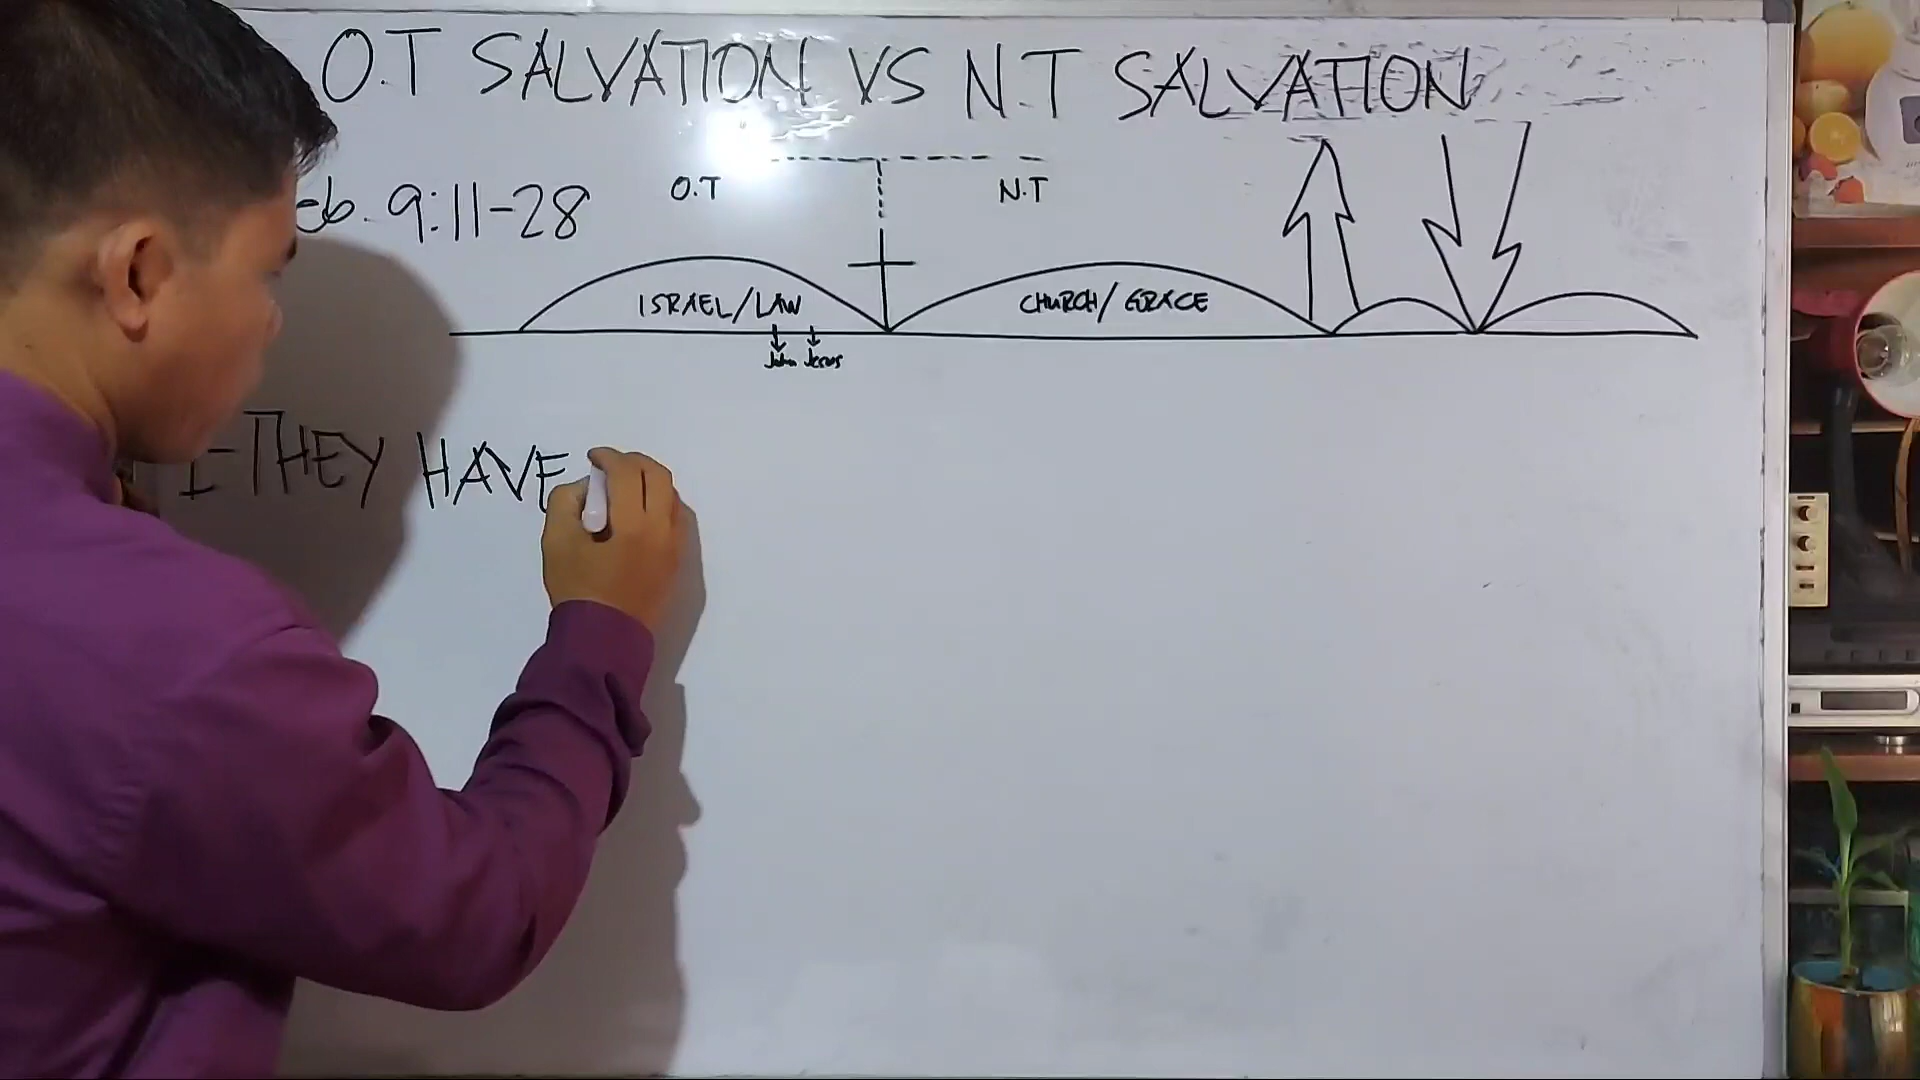 O.T SALVATION VS N.T SALVATION
eb. 9:11-28
O.T
N.T
ISRAEL/LAW
CHURCH/GRACE
John Jesus
I-THEY HAVE